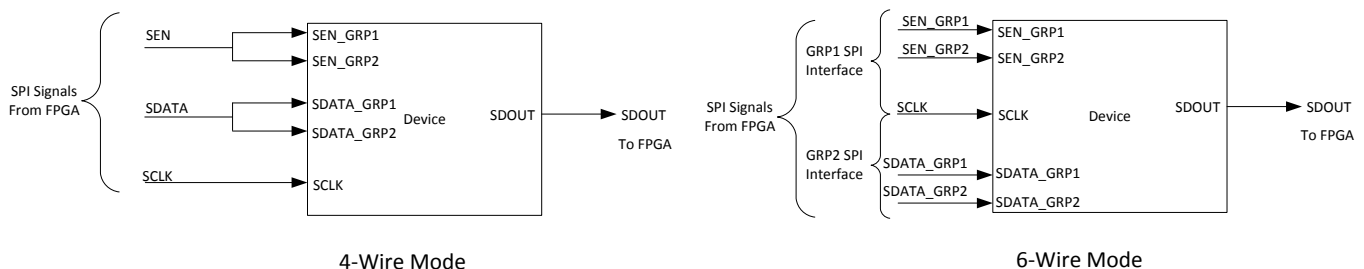 SEN
SEN_GRP1
SEN_GRP2
SPI Signals
From FPGA
SDATA
SDATA_GRP1
SDATA_GRP2
Device
SDOUT
SDOUT
To FPGA
SCLK
SCLK
4-Wire Mode
SEN_GRP1
SEN_GRP1
SEN_GRP2
SEN_GRP2
GRP1 SPI
Interface
SPI Signals
From FPGA
SCLK
SCLK
Device
SDOUT
SDOUT
To FPGA
GRP2 SPI
Interface
SDATA_GRP1
SDATA_GRP1
SDATA_GRP2
SDATA_GRP2
6-Wire Mode